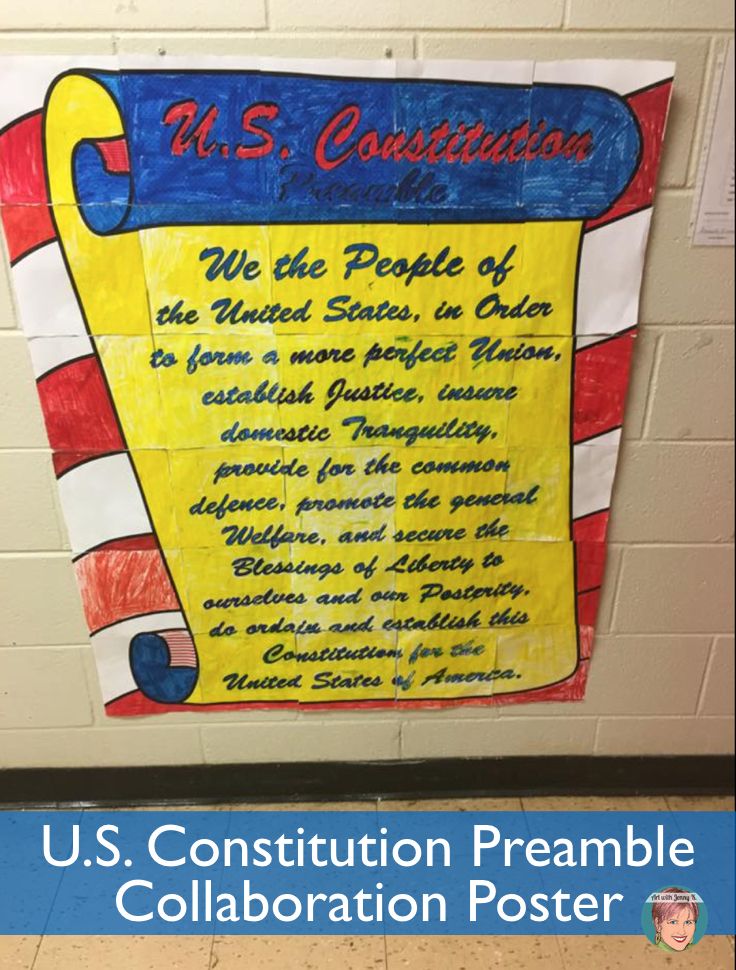 U.S. Constitution
Preamble
We the People of
the United States, in Order
to form a more perfect Union,
establish Justice, insure
domestic Tranquility,
provide for the common
defence, promote the general
Welfare, and secure the
Blessings of Liberty to
ourselves and our Posterity,
do ordain and establish this
Constitution for the
United States of America.
U.S. Constitution Preamble
Collaboration Poster
Art with Jenny K.